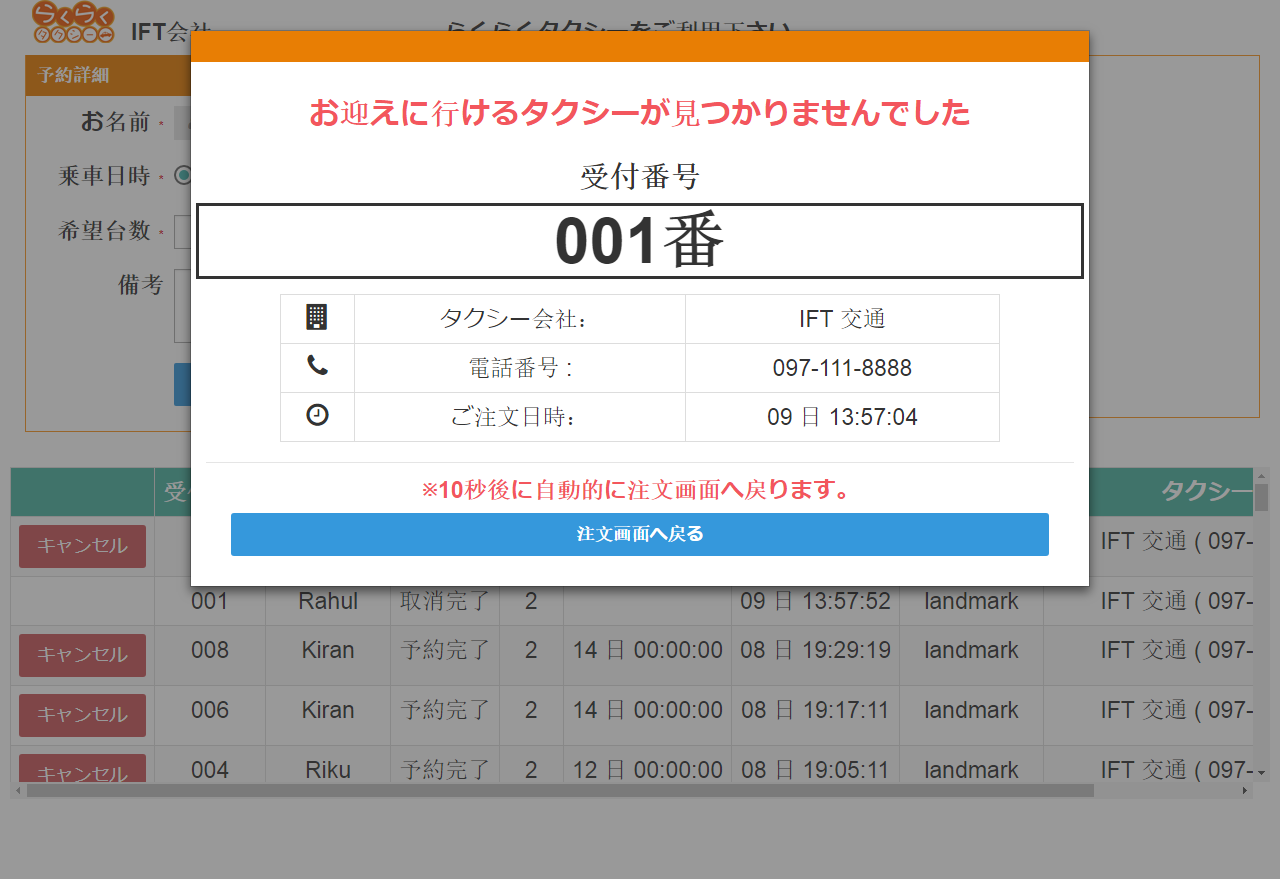 らくらく
タクシー
IFT会社
らくらくタクシーをご利用下さい
予約詳細
お名前 *
乗車日時 *
希望台数 *
備考
お迎えに行けるタクシーが見つかりませんでした
受付番号
001番
タクシー会社: IFT 交通
電話番号 : 097-111-8888
ご注文日時: 09 日 13:57:04
※10秒後に自動的に注文画面へ戻ります。
注文画面へ戻る
受 タクシー
キャンセル IFT 交通 ( 097-
001 Rahul 取消完了 2 09 日 13:57:52 landmark IFT 交通 ( 097-
キャンセル 008 Kiran 予約完了 2 14 日 00:00:00 08 日 19:29:19 landmark IFT 交通 ( 097-
キャンセル 006 Kiran 予約完了 2 14 日 00:00:00 08 日 19:17:11 landmark IFT 交通 ( 097-
キャンセル 004 Riku 予約完了 2 12 日 00:00:00 08 日 19:05:11 landmark IFT 交通 ( 097-